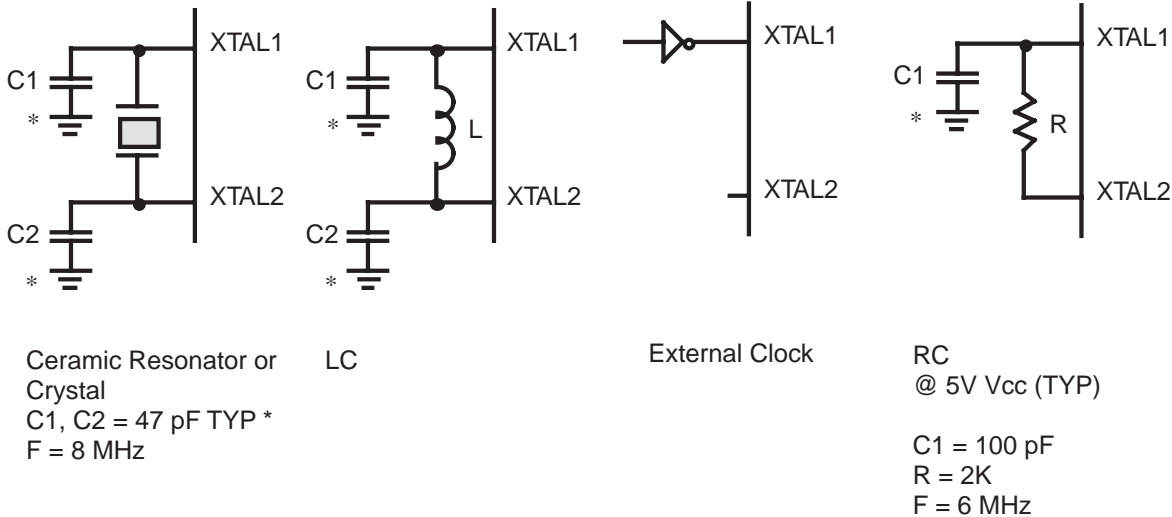 XTAL1
C1
*
XTAL2
C2
*
XTAL1
C1
*
L
XTAL2
C2
*
XTAL1
XTAL2
XTAL1
C1
*
R
XTAL2
Ceramic Resonator or
Crystal
C1, C2 = 47 pF TYP *
F = 8 MHz
LC
External Clock
RC
@ 5V Vcc (TYP)
C1 = 100 pF
R = 2K
F = 6 MHz